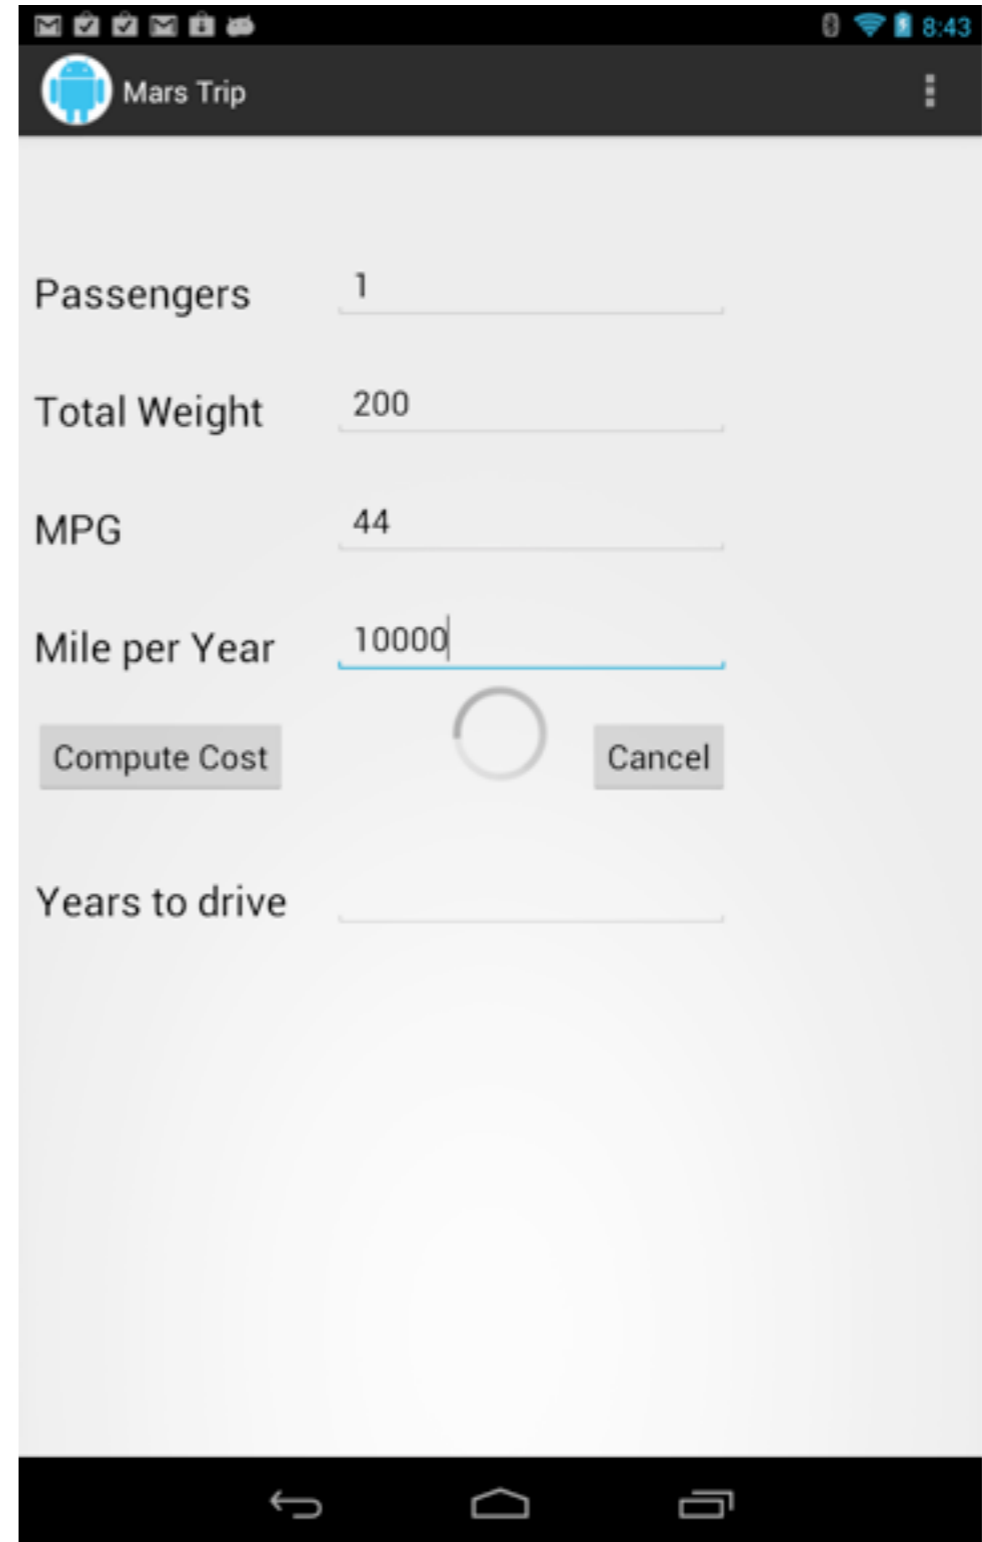 8:43
Mars Trip
Passengers 1
Total Weight 200
MPG 44
Mile per Year 10000
Compute Cost Cancel
Years to drive